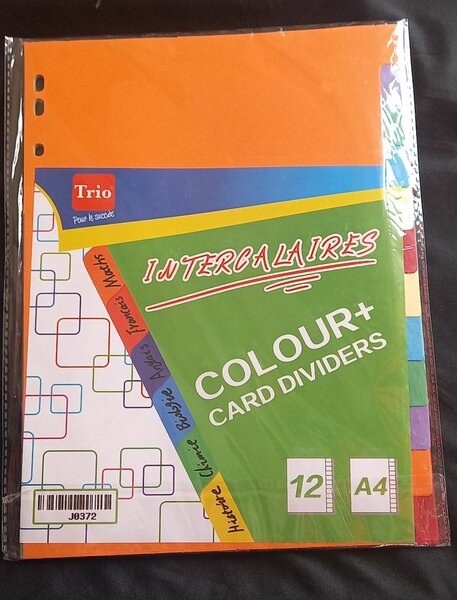 Trio
Pour le succès
INTERCALAIRES
COLOUR+
CARD DIVIDERS
Maths
Français
Anglais
Biologie
Chimie
Histoire
12
A4
J0372